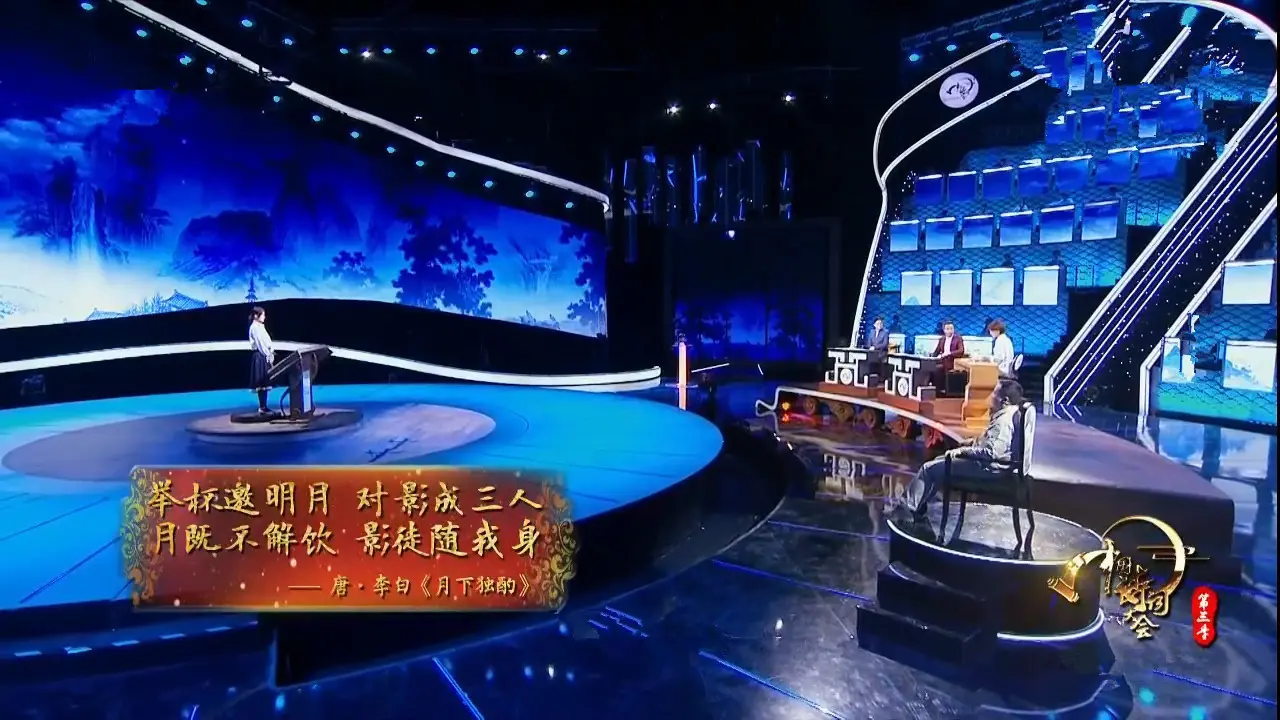 举杯邀明月 对影成三人
月既不解饮 影徒随我身
—— 唐·李白《月下独酌》
中国诗词大会
第三季